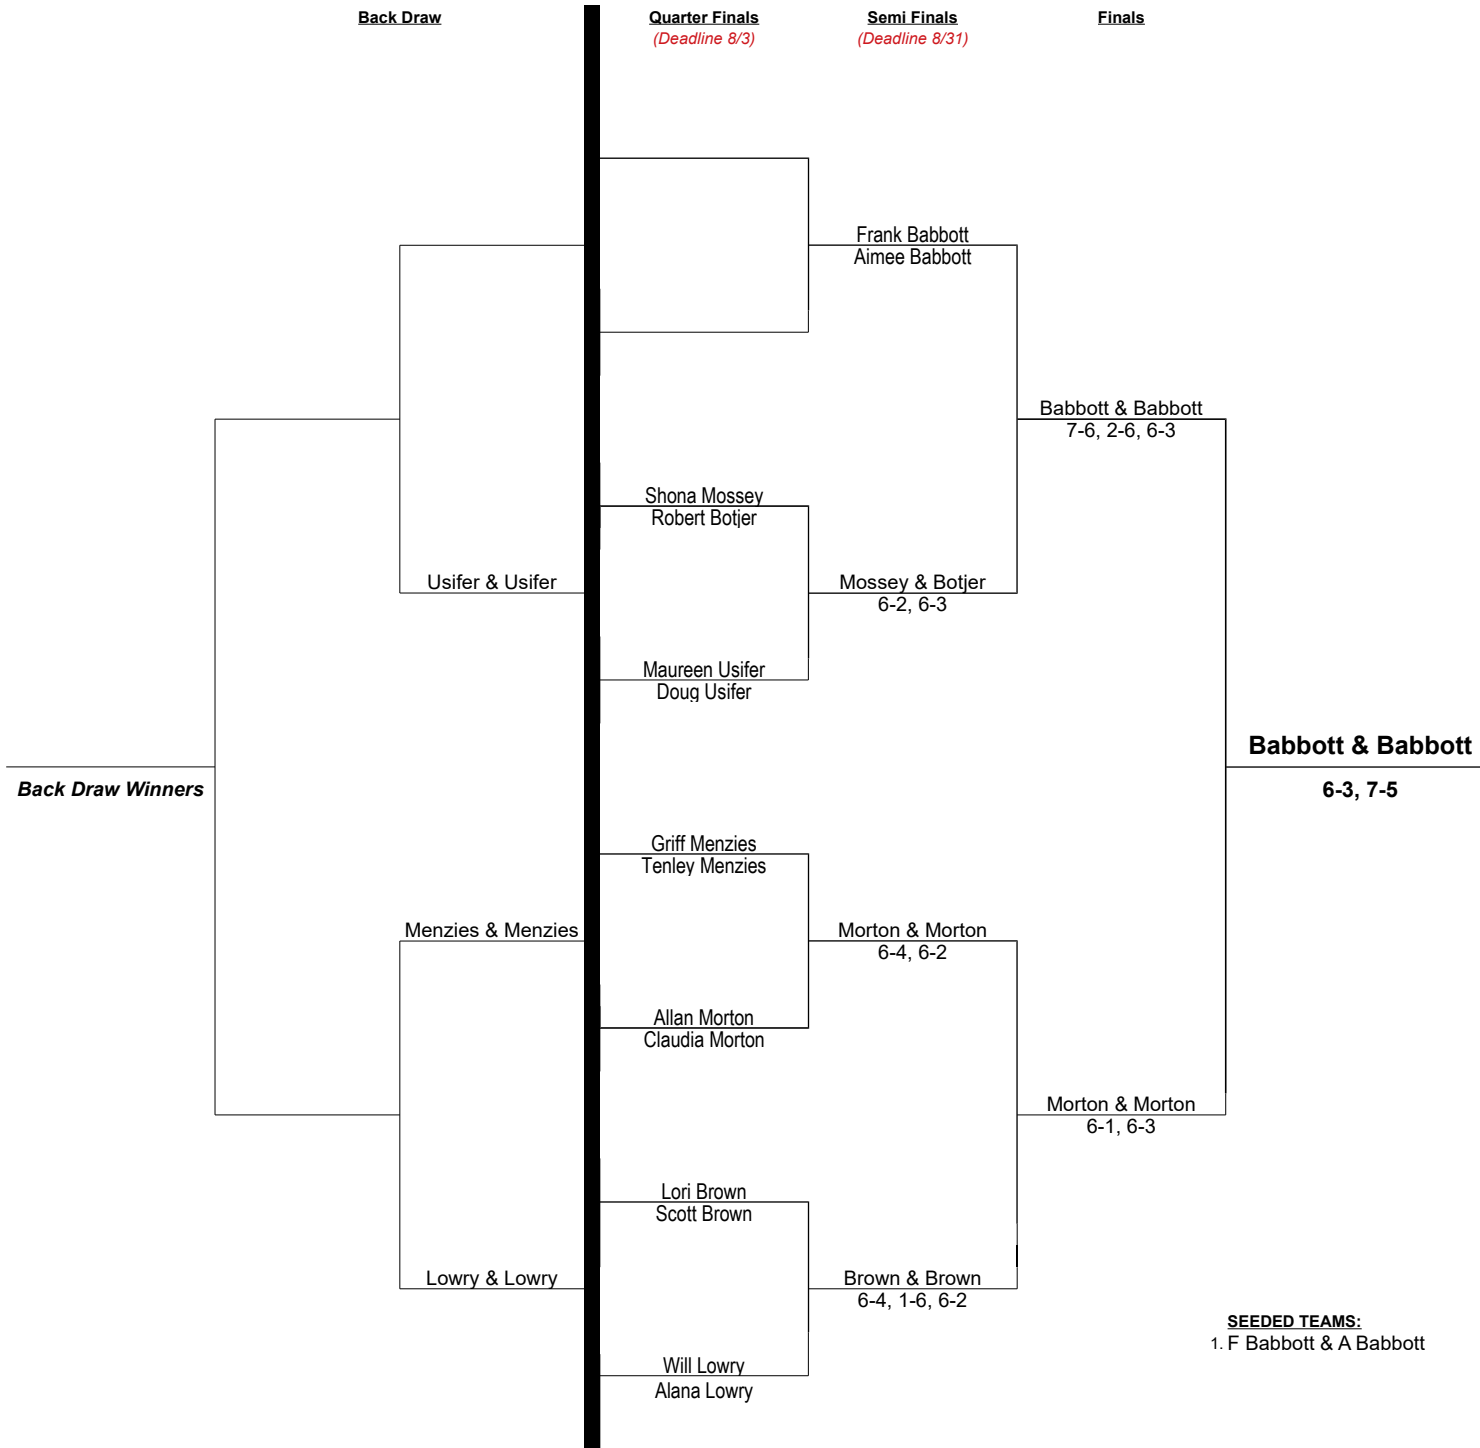 Back Draw
Quarter Finals
(Deadline 8/3)
Semi Finals
(Deadline 8/31)
Finals
Frank Babbott
Aimee Babbott
Babbott & Babbott
7-6, 2-6, 6-3
Shona Mossey
Robert Botjer
Usifer & Usifer
Mossey & Botjer
6-2, 6-3
Maureen Usifer
Doug Usifer
Babbott & Babbott
6-3, 7-5
Back Draw Winners
Griff Menzies
Tenley Menzies
Menzies & Menzies
Morton & Morton
6-4, 6-2
Allan Morton
Claudia Morton
Morton & Morton
6-1, 6-3
Lori Brown
Scott Brown
Lowry & Lowry
Brown & Brown
6-4, 1-6, 6-2
Will Lowry
Alana Lowry
SEEDED TEAMS:
1. F Babbott & A Babbott